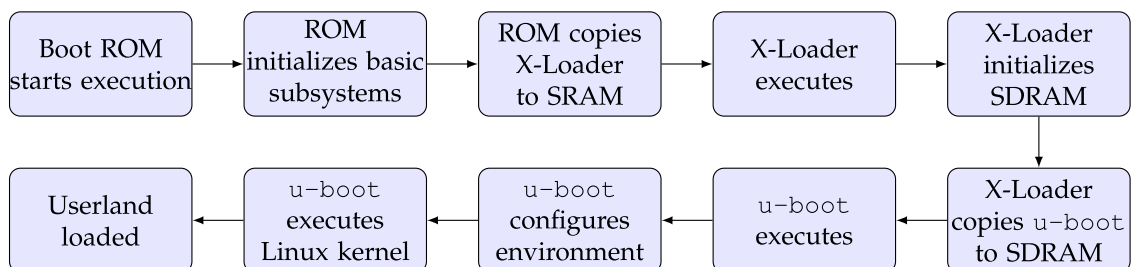 Boot ROM
starts execution
ROM
initializes basic
subsystems
ROM copies
X-Loader
to SRAM
X-Loader
executes
X-Loader
initializes
SDRAM
X-Loader
copies u-boot
to SDRAM
u-boot
executes
u-boot
configures
environment
u-boot
executes
Linux kernel
Userland
loaded